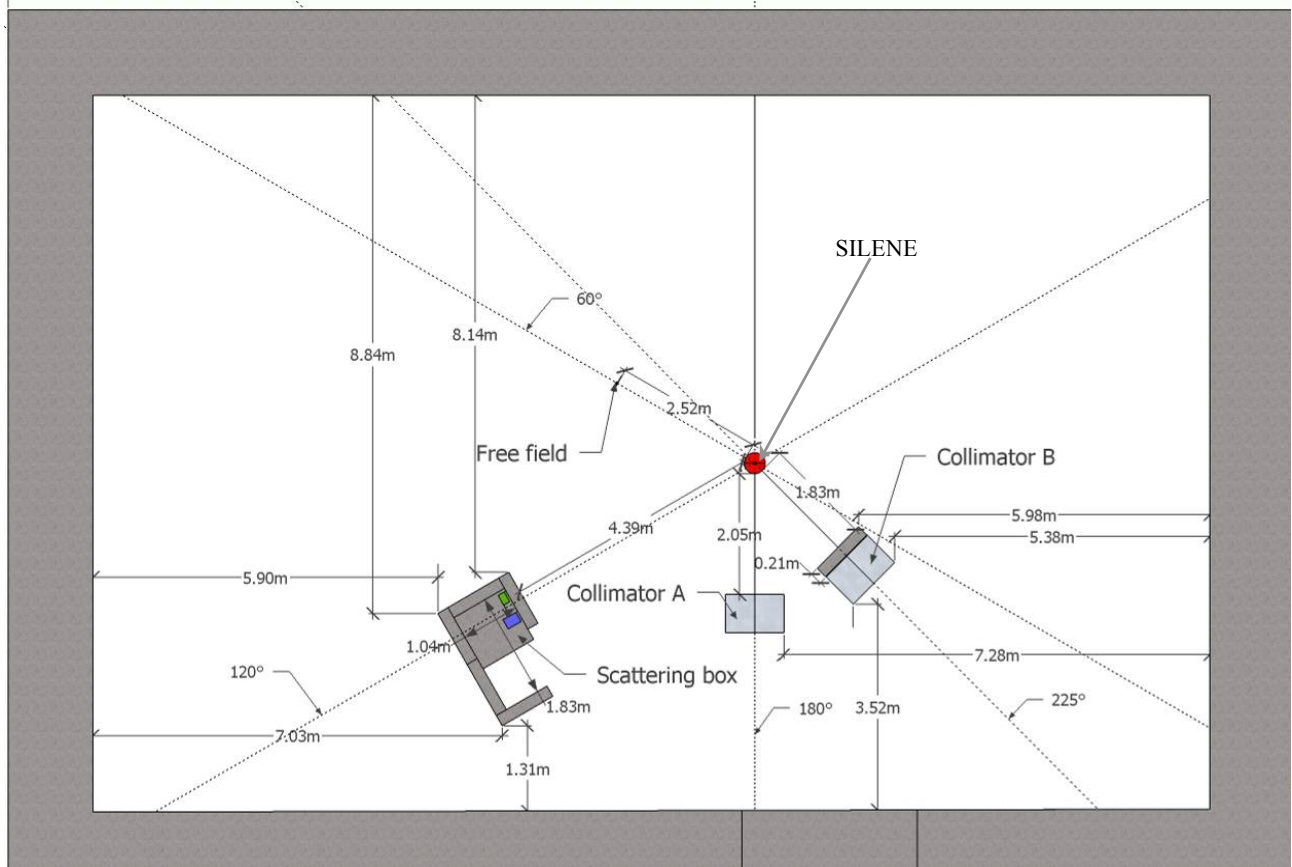 SILENE
60°
8.14m
8.84m
2.52m
Free field
Collimator B
1.83m
5.98m
4.39m
2.05m
5.38m
0.21m
5.90m
Collimator A
1.04m
7.28m
120°
Scattering box
225°
1.83m
180°
3.52m
7.03m
1.31m